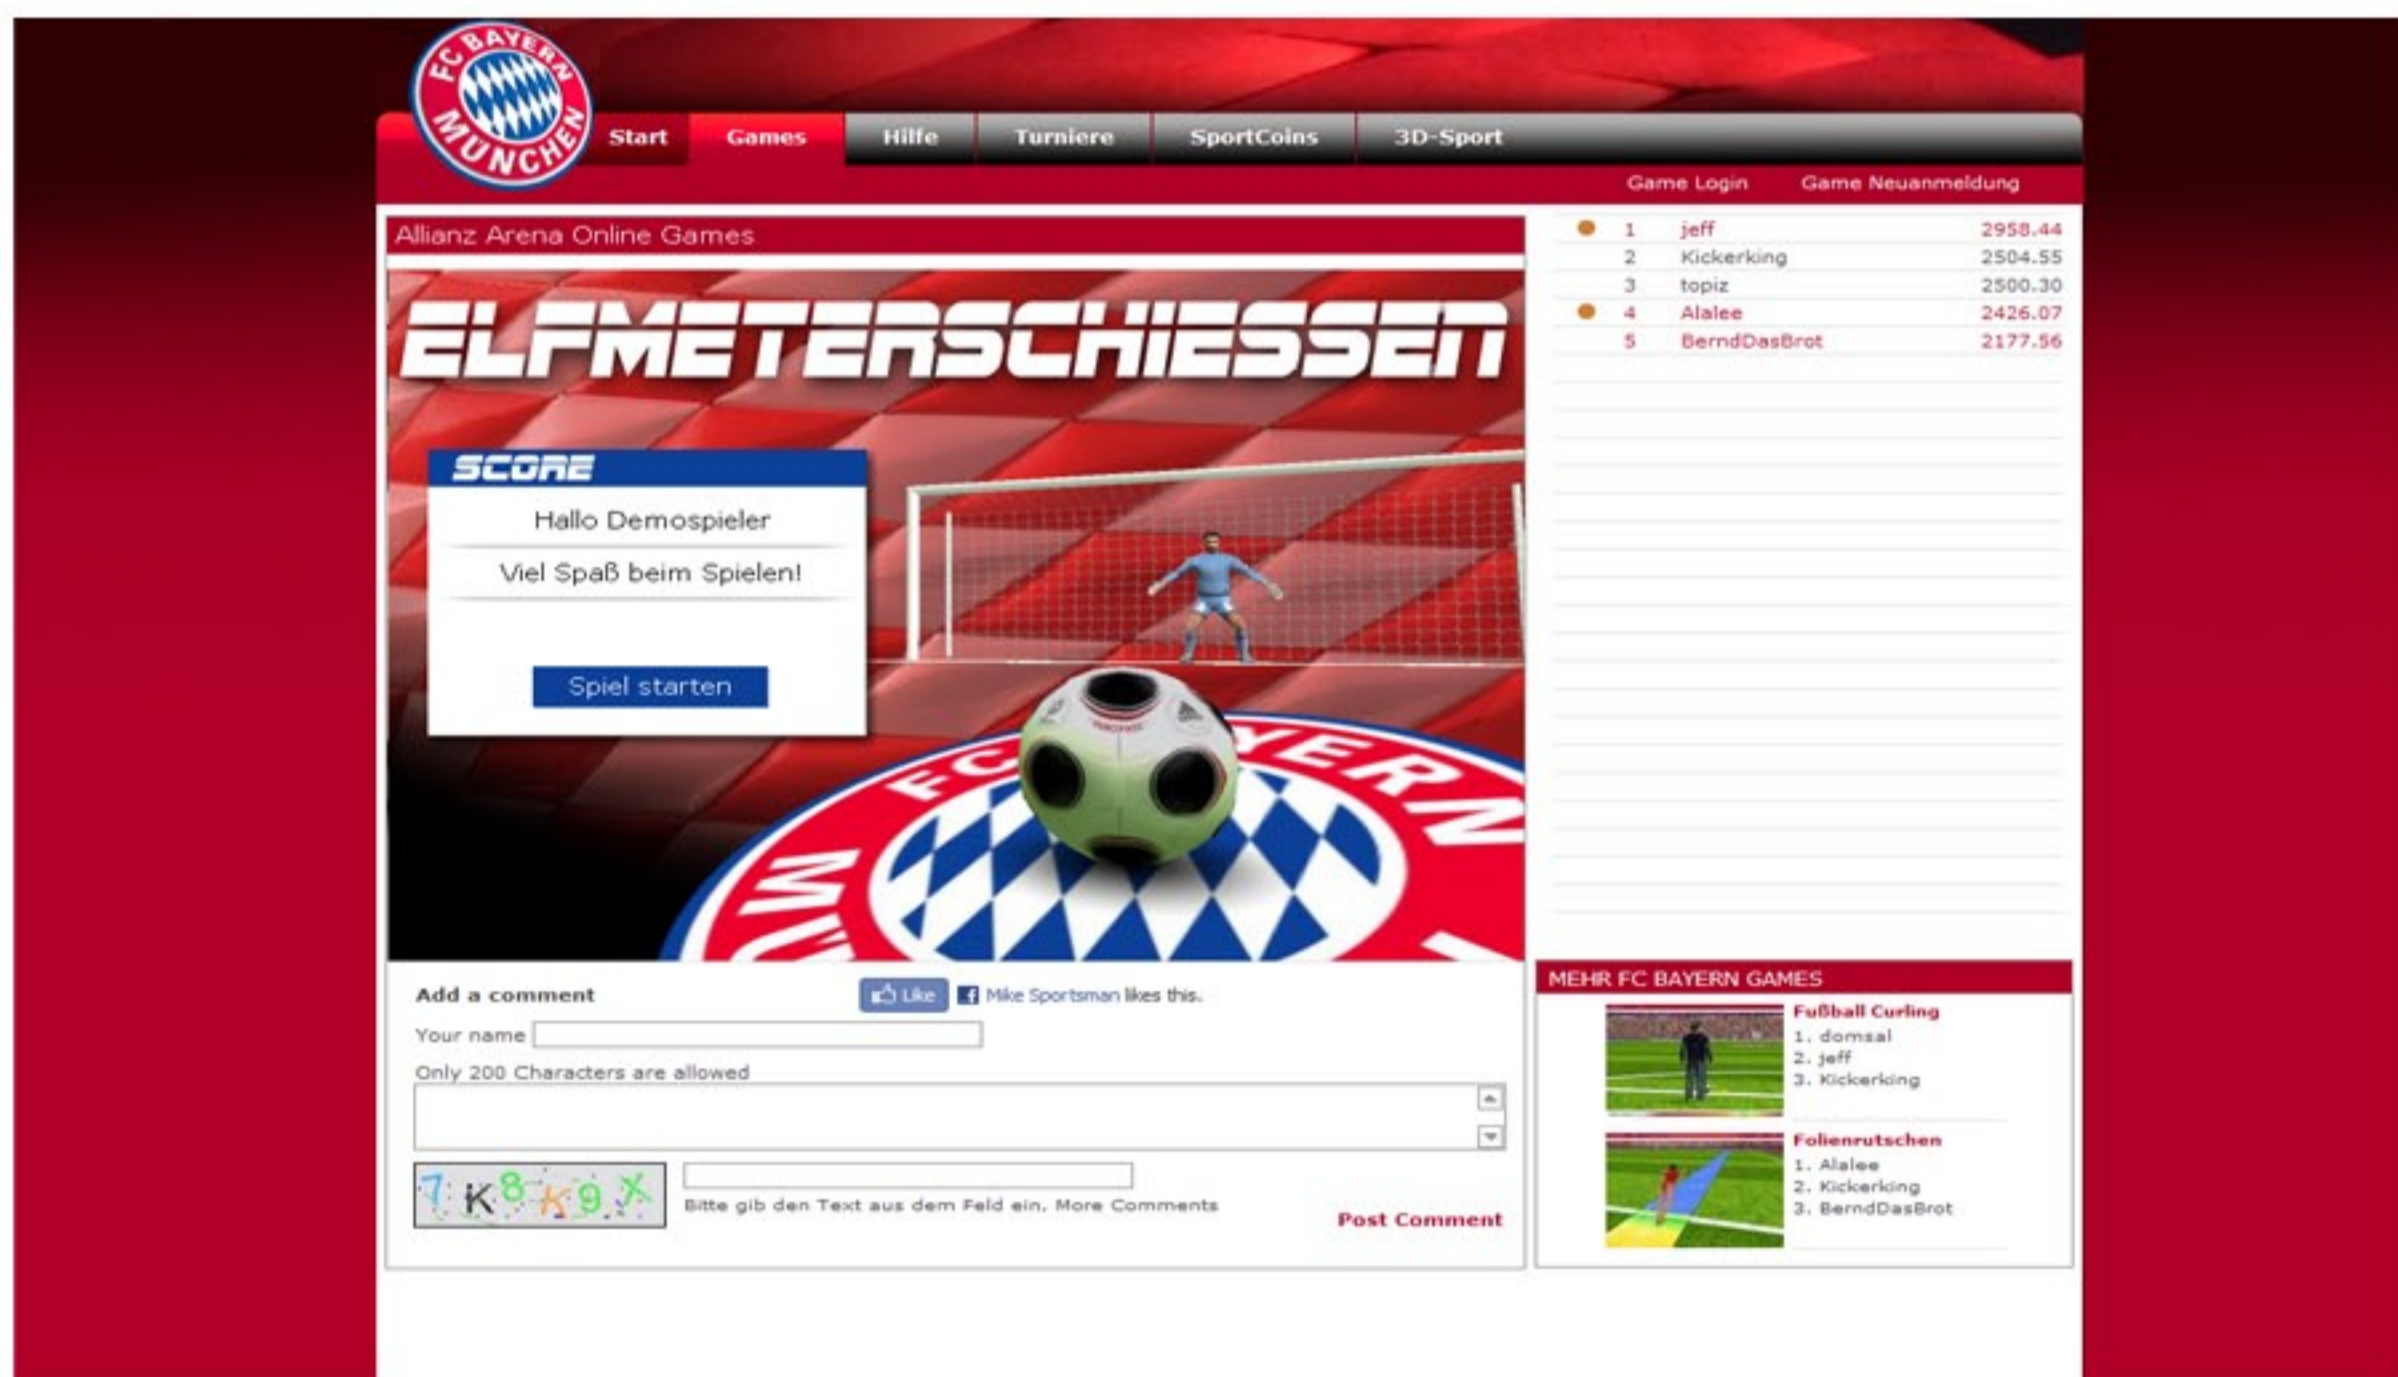 FC BAYERN MÜNCHEN
Start Games Hilfe Turniere SportCoins 3D-Sport
Game Login Game Neuanmeldung
Allianz Arena Online Games
ELFMETERSCHIESSEN
SCORE
Hallo Demospieler
Viel Spaß beim Spielen!
Spiel starten
FC BAYERN MÜ
1 jeff 2958.44
2 Kickerking 2504.55
3 topiz 2500.30
4 Alalee 2426.07
5 BerndDasBrot 2177.56
Add a comment
Like Mike Sportsman likes this.
Your name
Only 200 Characters are allowed
7K8K9X
Bitte gib den Text aus dem Feld ein. More Comments
Post Comment
MEHR FC BAYERN GAMES
Fußball Curling
1. domsal
2. jeff
3. Kickerking
Folienrutschen
1. Alalee
2. Kickerking
3. BerndDasBrot